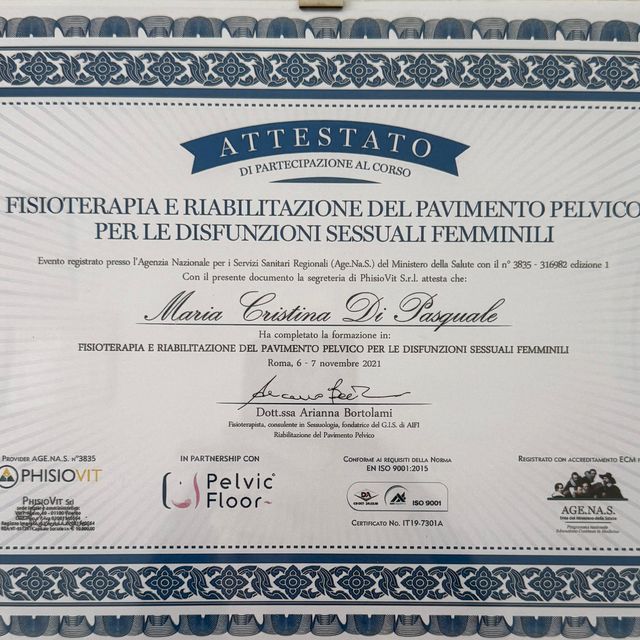 ATTESTATO
DI PARTECIPAZIONE AL CORSO
FISIOTERAPIA E RIABILITAZIONE DEL PAVIMENTO PELVICO
PER LE DISFUNZIONI SESSUALI FEMMINILI
Evento registrato presso l'Agenzia Nazionale per i Servizi Sanitari Regionali (Age.Na.S.) del Ministero della Salute con il n° 3835 - 316982 edizione 1
Con il presente documento la segreteria di PhisioVit S.r.l. attesta che:
Maria Cristina Di Pasquale
Ha completato la formazione in:
FISIOTERAPIA E RIABILITAZIONE DEL PAVIMENTO PELVICO PER LE DISFUNZIONI SESSUALI FEMMINILI
Roma, 6 - 7 novembre 2021
Dott.ssa Arianna Bortolami
Fisioterapista, consulente in Sessuologia, fondatrice del G.I.S. di AIFI
Riabilitazione del Pavimento Pelvico
PROVIDER AGE.NA.S. N°3835
PHISIOVIT
PHISIOVIT Srl
IN PARTNERSHIP CON
Pelvic
Floor
CONFORME AI REQUISITI DELLA NORMA
EN ISO 9001:2015
ISO 9001
CERTIFICATO NO. IT19-7301A
REGISTRATO CON ACCREDITAMENTO ECM
AGE.NA.S.